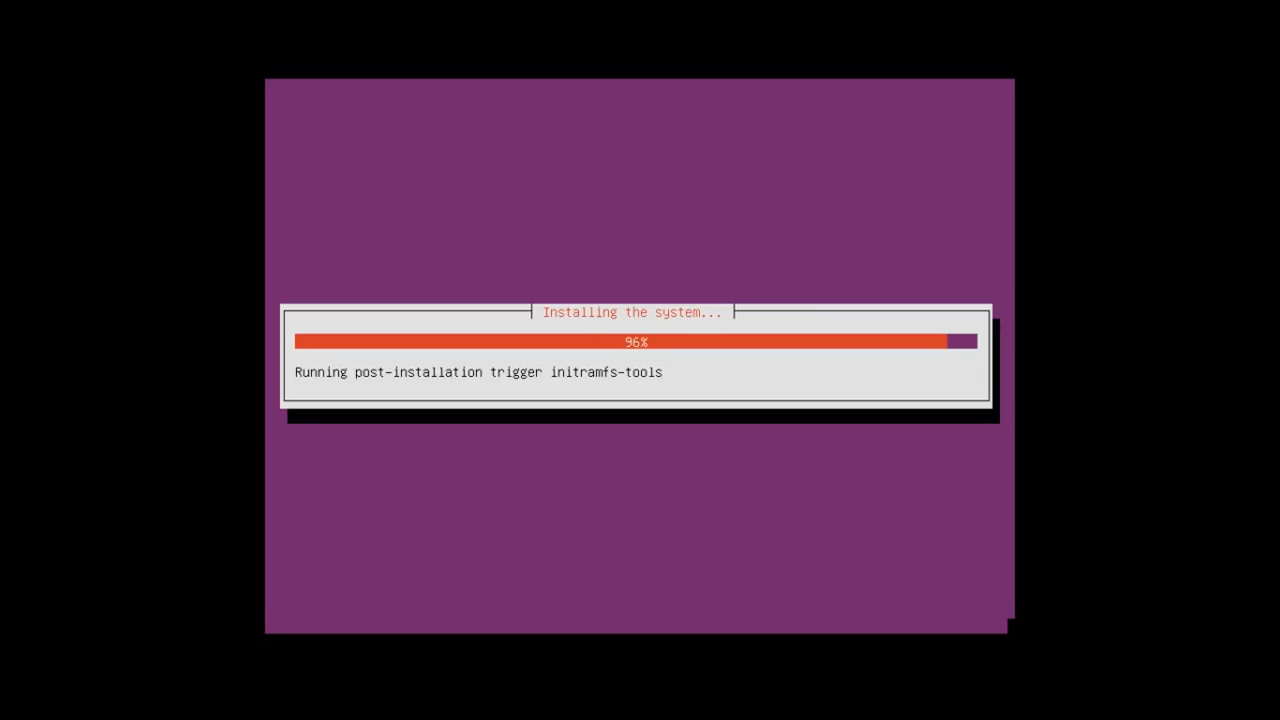 Installing the system...
96%
Running post-installation trigger initramfs-tools